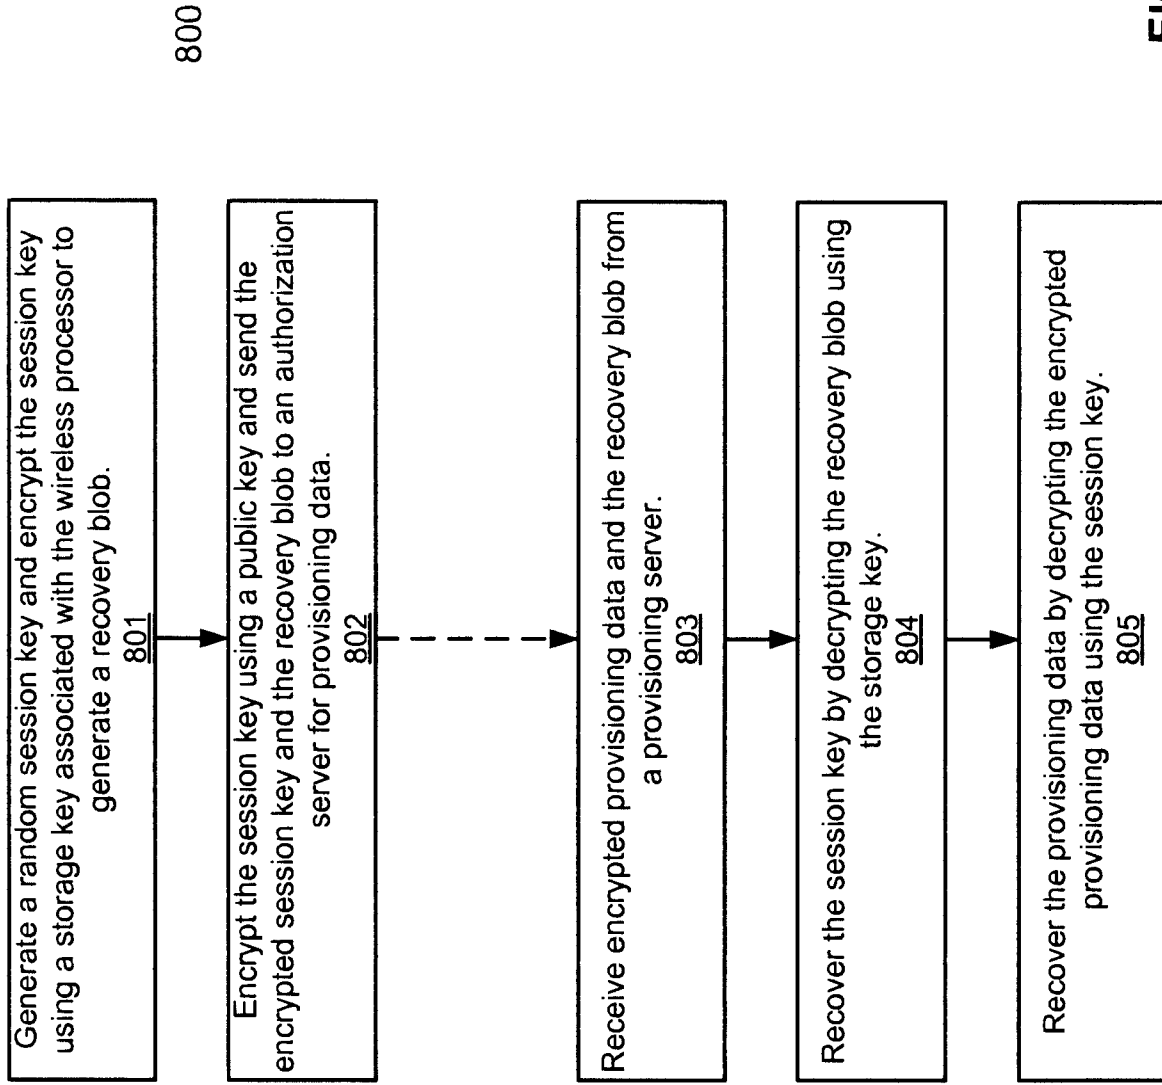 800
Generate a random session key and encrypt the session key
using a storage key associated with the wireless processor to
generate a recovery blob.
801
Encrypt the session key using a public key and send the
encrypted session key and the recovery blob to an authorization
server for provisioning data.
802
Receive encrypted provisioning data and the recovery blob from
a provisioning server.
803
Recover the session key by decrypting the recovery blob using
the storage key.
804
Recover the provisioning data by decrypting the encrypted
provisioning data using the session key.
805